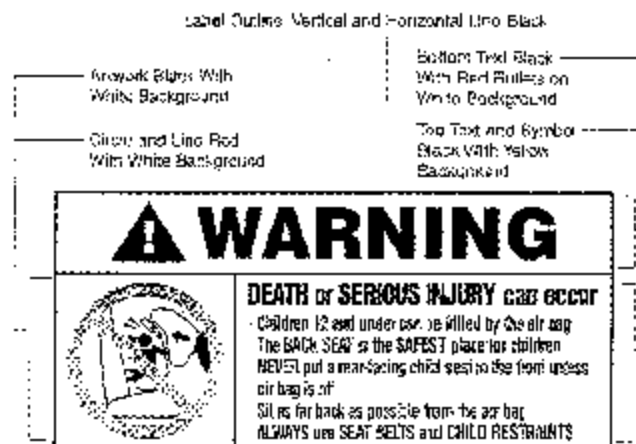 Label Outline, Vertical and Horizontal Line Black
Bottom Text Black
With Red Bullets on
White Background
Artwork Black With
White Background
Top Text and Symbol
Black With Yellow
Background
Circle and Line Red
With White Background
WARNING
DEATH or SERIOUS INJURY can occur
· Children 12 and under can be killed by the air bag
The BACK SEAT is the SAFEST place for children
NEVER put a rear-facing child seat in the front unless
air bag is off
Sit as far back as possible from the air bag
ALWAYS use SEAT BELTS and CHILD RESTRAINTS